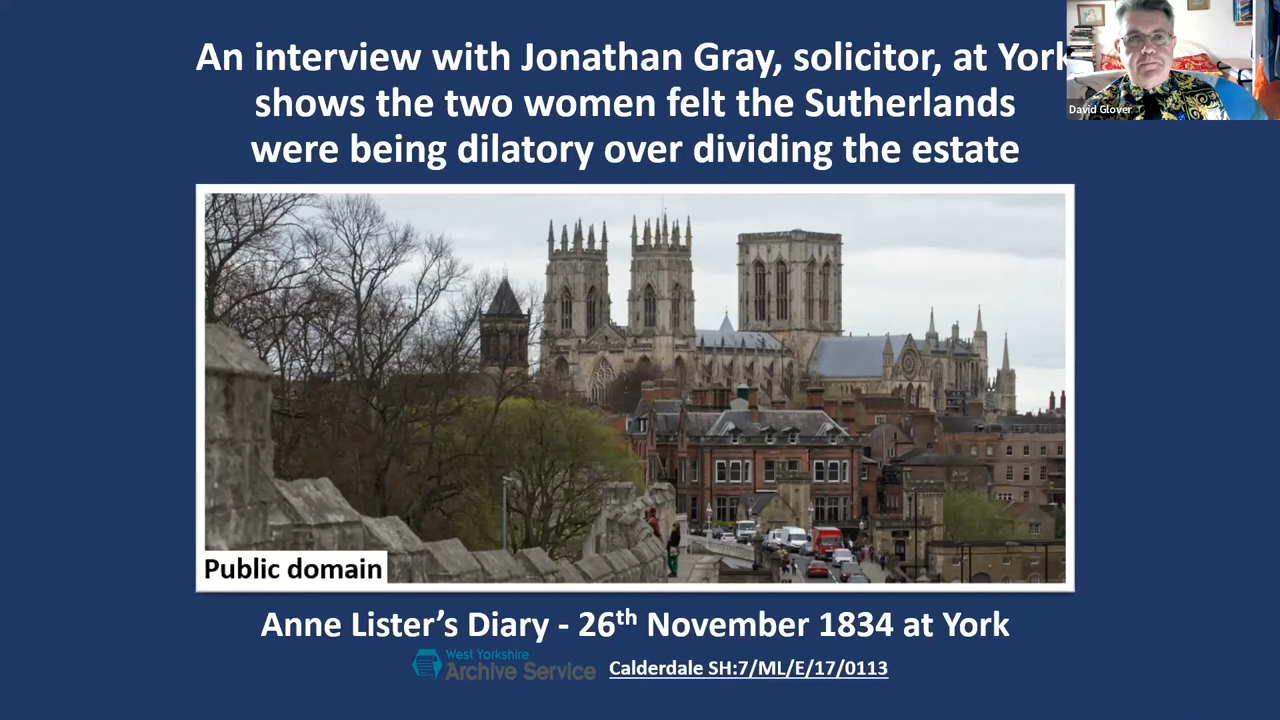 An interview with Jonathan Gray, solicitor, at York
shows the two women felt the Sutherlands
were being dilatory over dividing the estate
David Glover
Public domain
Anne Lister’s Diary - 26th November 1834 at York
West Yorkshire
Archive Service
Calderdale SH:7/ML/E/17/0113